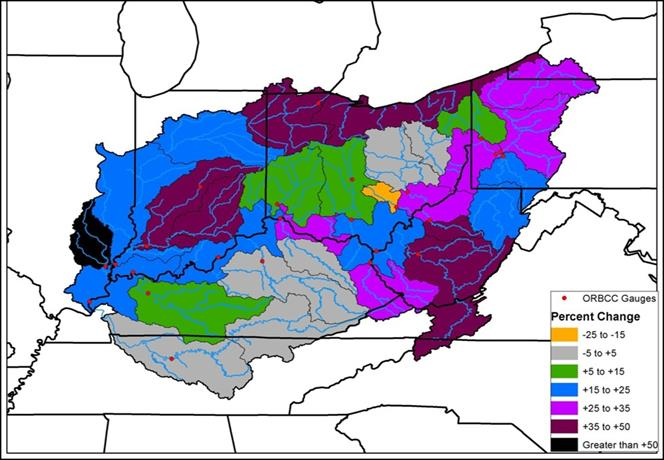 ORBCC Gauges
Percent Change
-25 to -15
-5 to +5
+5 to +15
+15 to +25
+25 to +35
+35 to +50
Greater than +50